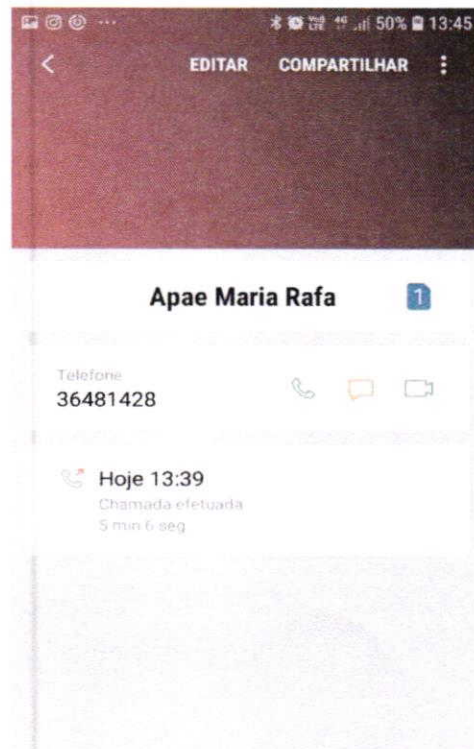 50% 13:45
EDITAR COMPARTILHAR
Apae Maria Rafa 1
Telefone
36481428
Hoje 13:39
Chamada efetuada
5 min 6 seg